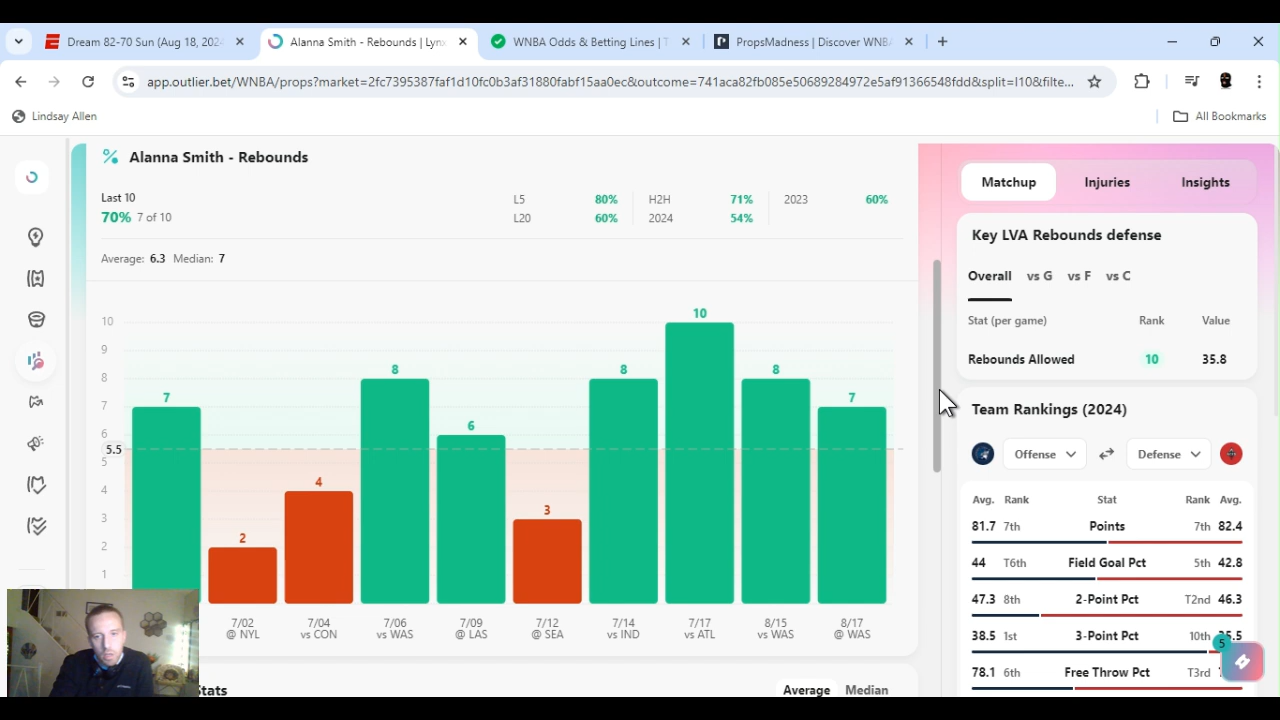 Dream 82-70 Sun (Aug 18, 202
Alanna Smith - Rebounds | Lyn
WNBA Odds & Betting Lines | T
PropsMadness | Discover WNB
app.outlier.bet/WNBA/props?market=2fc7395387faf1d10fc0b3af31880fabf15aa0ec&outcome=741aca82fb085e50689284972e5af91366548fdd&split=l10&filte...
Lindsay Allen
All Bookmarks
Alanna Smith - Rebounds
Last 10
70% 7 of 10
L5 80% H2H 71% 2023 60%
L20 60% 2024 54%
Average: 6.3 Median: 7
10
9
8
7
6
5.5
5
4
3
2
1
7
2
4
8
6
3
8
10
8
7
7/02 @ NYL
7/04 vs CON
7/06 vs WAS
7/09 @ LAS
7/12 @ SEA
7/14 vs IND
7/17 vs ATL
8/15 vs WAS
8/17 @ WAS
Stats
Average Median
Matchup Injuries Insights
Key LVA Rebounds defense
Overall vs G vs F vs C
Stat (per game) Rank Value
Rebounds Allowed 10 35.8
Team Rankings (2024)
Offense Defense
Avg. Rank Stat Rank Avg.
81.7 7th Points 7th 82.4
44 T6th Field Goal Pct 5th 42.8
47.3 8th 2-Point Pct T2nd 46.3
38.5 1st 3-Point Pct 10th 5.5
78.1 6th Free Throw Pct T3rd
5